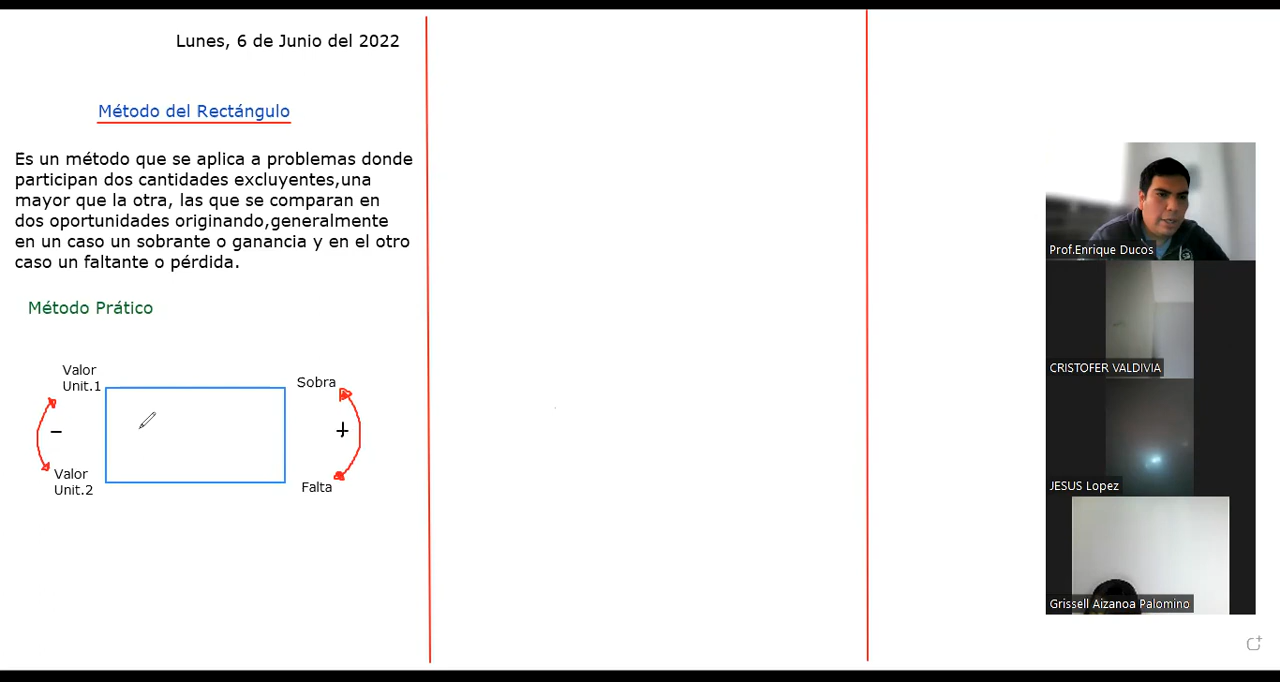 Lunes, 6 de Junio del 2022
Método del Rectángulo
Es un método que se aplica a problemas donde
participan dos cantidades excluyentes,una
mayor que la otra, las que se comparan en
dos oportunidades originando,generalmente
en un caso un sobrante o ganancia y en el otro
caso un faltante o pérdida.
Método Prático
Valor
Unit.1
Sobra
-
+
Valor
Unit.2
Falta
Prof.Enrique Ducos
CRISTOFER VALDIVIA
JESUS Lopez
Grissell Aizanoa Palomino